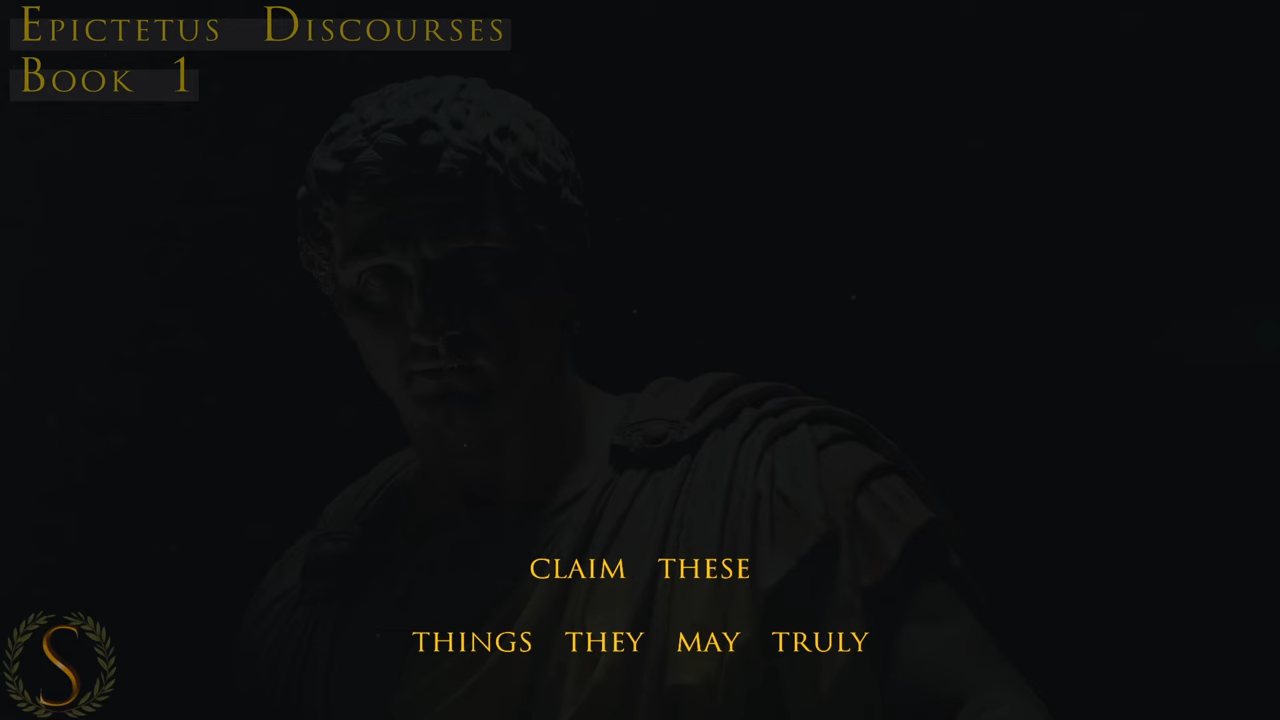 Epictetus Discourses
Book 1
CLAIM THESE
THINGS THEY MAY TRULY
S